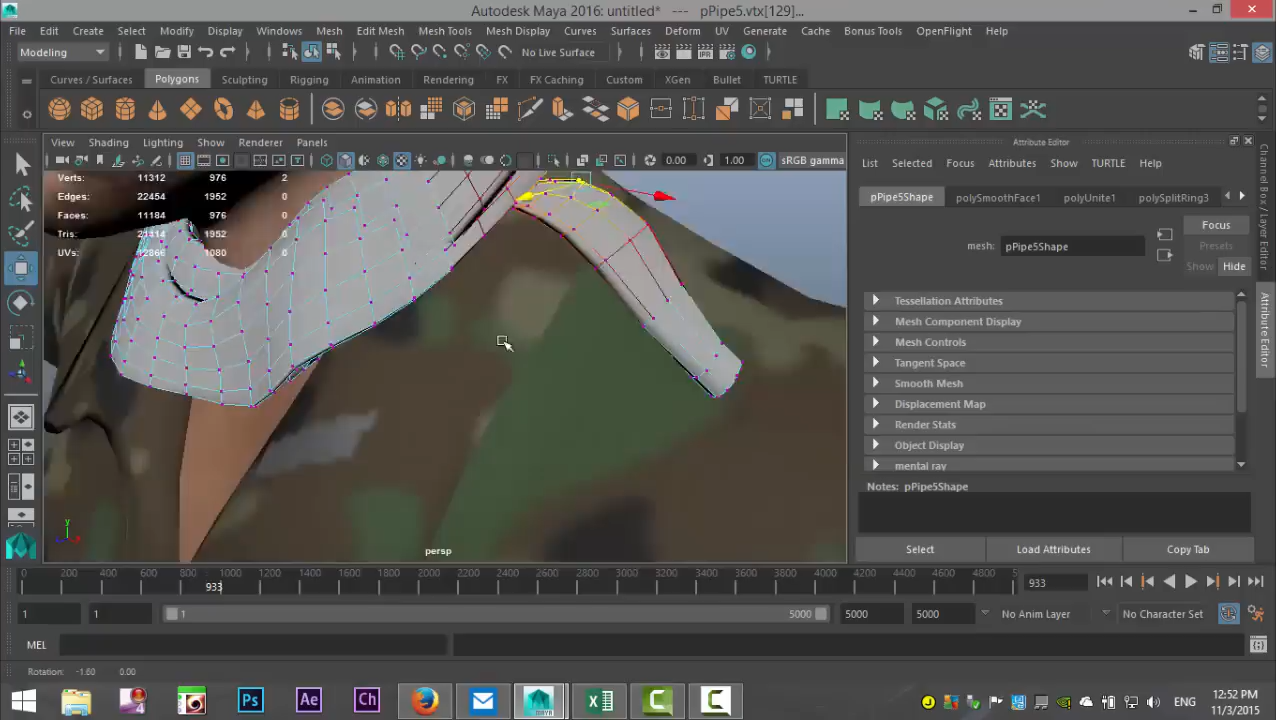 Autodesk Maya 2016: untitled* --- pPipe5.vtx[129]...
File Edit Create Select Modify Display Windows Mesh Edit Mesh Mesh Tools Mesh Display Curves Surfaces Deform UV Generate Cache Bonus Tools OpenFlight Help
Modeling No Live Surface
Curves / Surfaces Polygons Sculpting Rigging Animation Rendering FX FX Caching Custom XGen Bullet TURTLE
View Shading Lighting Show Renderer Panels
Attribute Editor
List Selected Focus Attributes Show TURTLE Help
0.00 1.00 sRGB gamma
Verts: 11312 976 2
Edges: 22454 1952 0
Faces: 11184 976 0
Tris: 21414 1952 0
UVs: 12866 1080 0
pPipe5Shape polySmoothFace1 polyUnite1 polySplitRing3
Focus
mesh: pPipe5Shape
Presets
Show Hide
Tessellation Attributes
Mesh Component Display
Mesh Controls
Tangent Space
Smooth Mesh
Displacement Map
Render Stats
Object Display
mental ray
Notes: pPipe5Shape
Select Load Attributes Copy Tab
Channel Box / Layer Editor
Attribute Editor
y
x
persp
0 200 400 600 800 1000 1200 1400 1600 1800 2000 2200 2400 2600 2800 3000 3200 3400 3600 3800 4000 4200 4400 4600 4800 5
933
933
1 1 1 5000 5000 5000 No Anim Layer No Character Set
MEL
Rotation: -1.60 0.00
Ps Ae Ch
MAYA
ENG
12:52 PM
11/3/2015